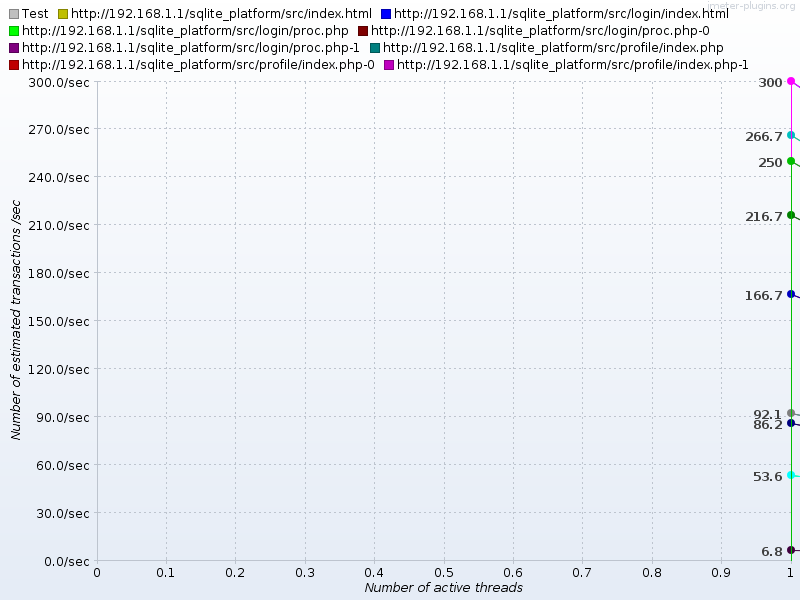 jmeter-plugins.org
Test http://192.168.1.1/sqlite_platform/src/index.html http://192.168.1.1/sqlite_platform/src/login/index.html
http://192.168.1.1/sqlite_platform/src/login/proc.php http://192.168.1.1/sqlite_platform/src/login/proc.php-0
http://192.168.1.1/sqlite_platform/src/login/proc.php-1 http://192.168.1.1/sqlite_platform/src/profile/index.php
http://192.168.1.1/sqlite_platform/src/profile/index.php-0 http://192.168.1.1/sqlite_platform/src/profile/index.php-1
300.0/sec
270.0/sec
240.0/sec
210.0/sec
180.0/sec
150.0/sec
120.0/sec
90.0/sec
60.0/sec
30.0/sec
0.0/sec
Number of estimated transactions /sec
300
266.7
250
216.7
166.7
92.1
86.2
53.6
6.8
0 0.1 0.2 0.3 0.4 0.5 0.6 0.7 0.8 0.9 1
Number of active threads